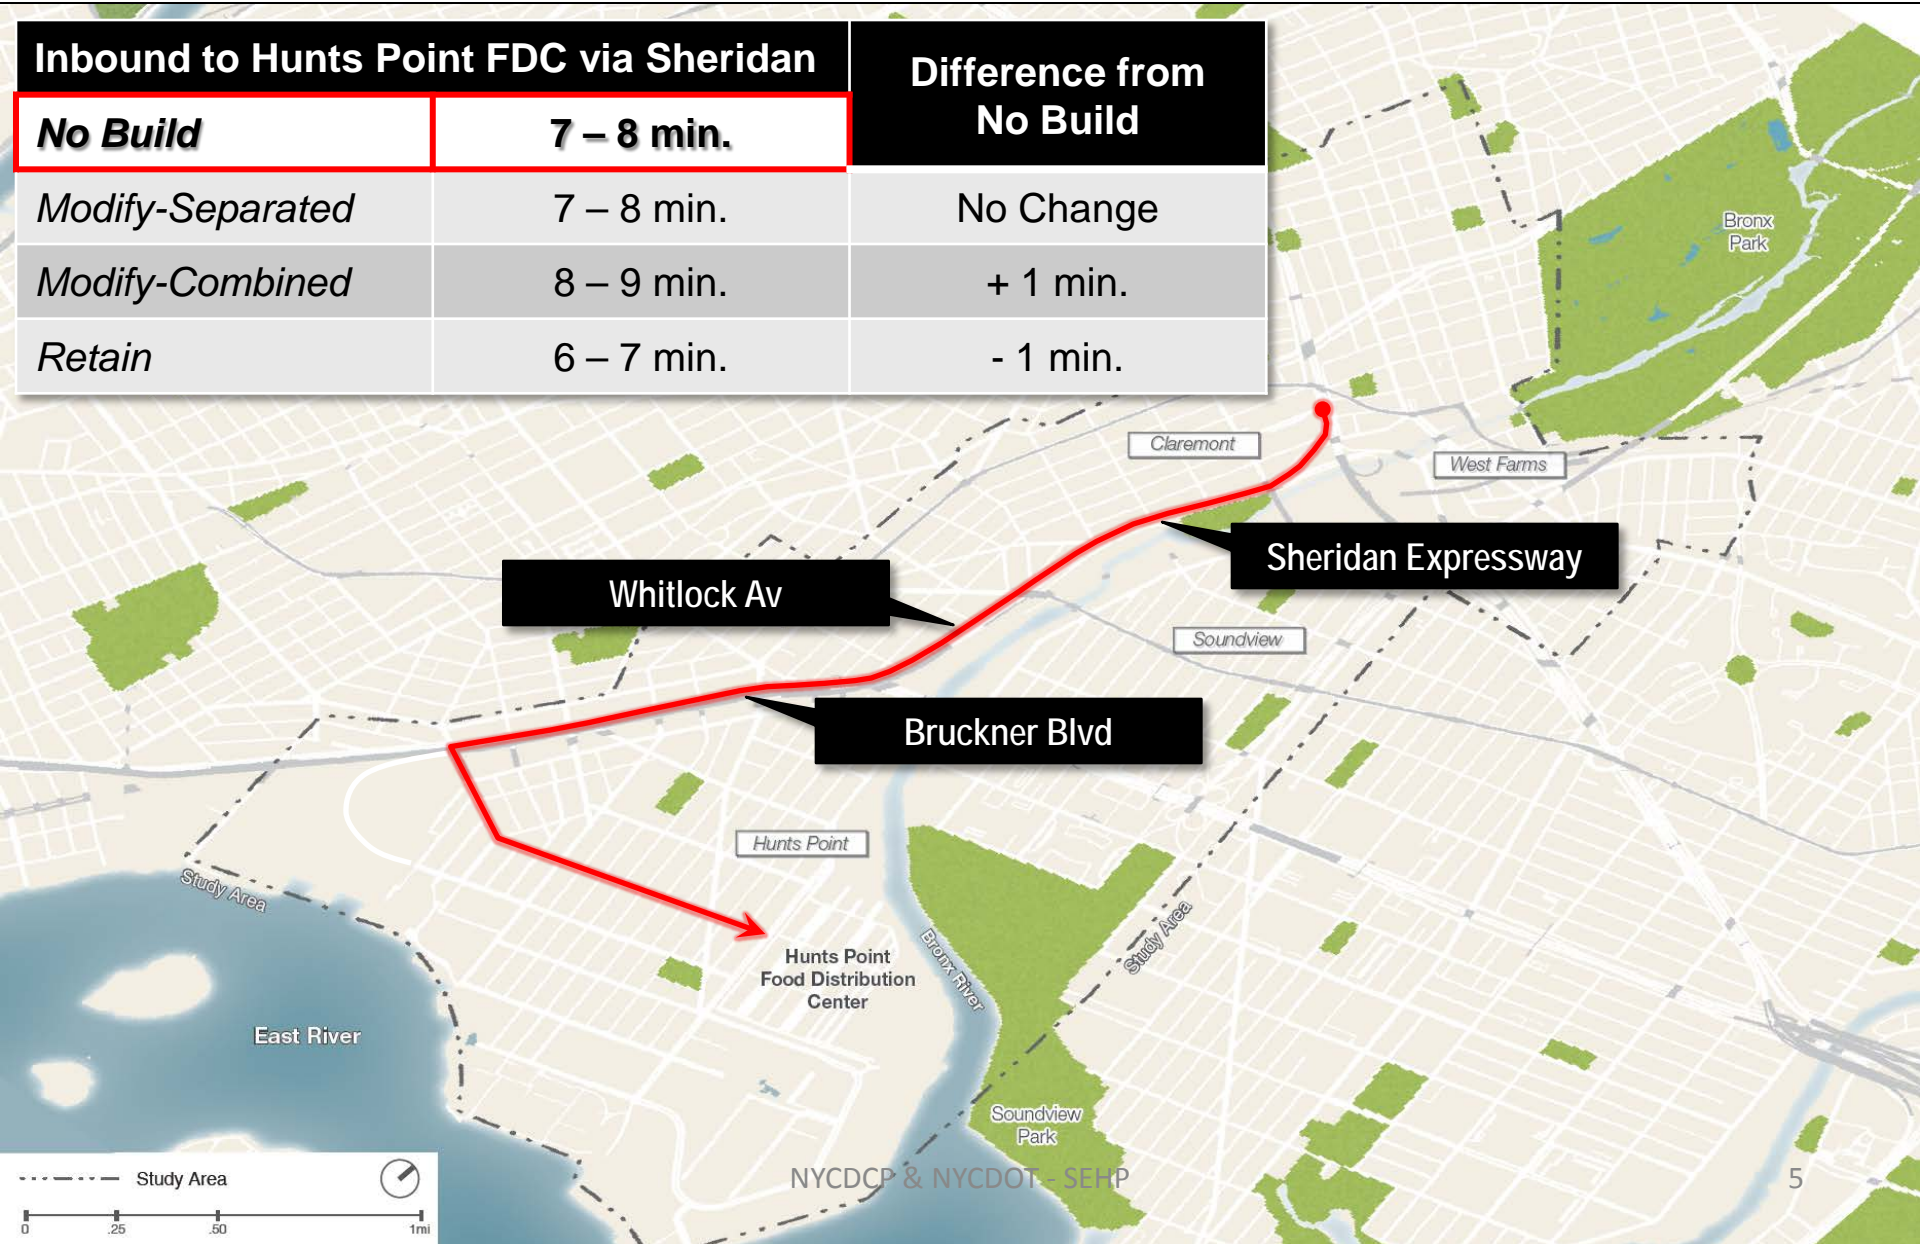 Inbound to Hunts Point FDC via Sheridan
Difference from
No Build
No Build
7 – 8 min.
Modify-Separated
7 – 8 min.
No Change
Modify-Combined
8 – 9 min.
+ 1 min.
Retain
6 – 7 min.
- 1 min.
Bronx
Park
Claremont
West Farms
Sheridan Expressway
Whitlock Av
Soundview
Bruckner Blvd
Hunts Point
Study Area
Study Area
Bronx River
Hunts Point
Food Distribution
Center
East River
Soundview
Park
Study Area
0 .25 .50 1mi
NYCDCP & NYCDOT - SEHP
5